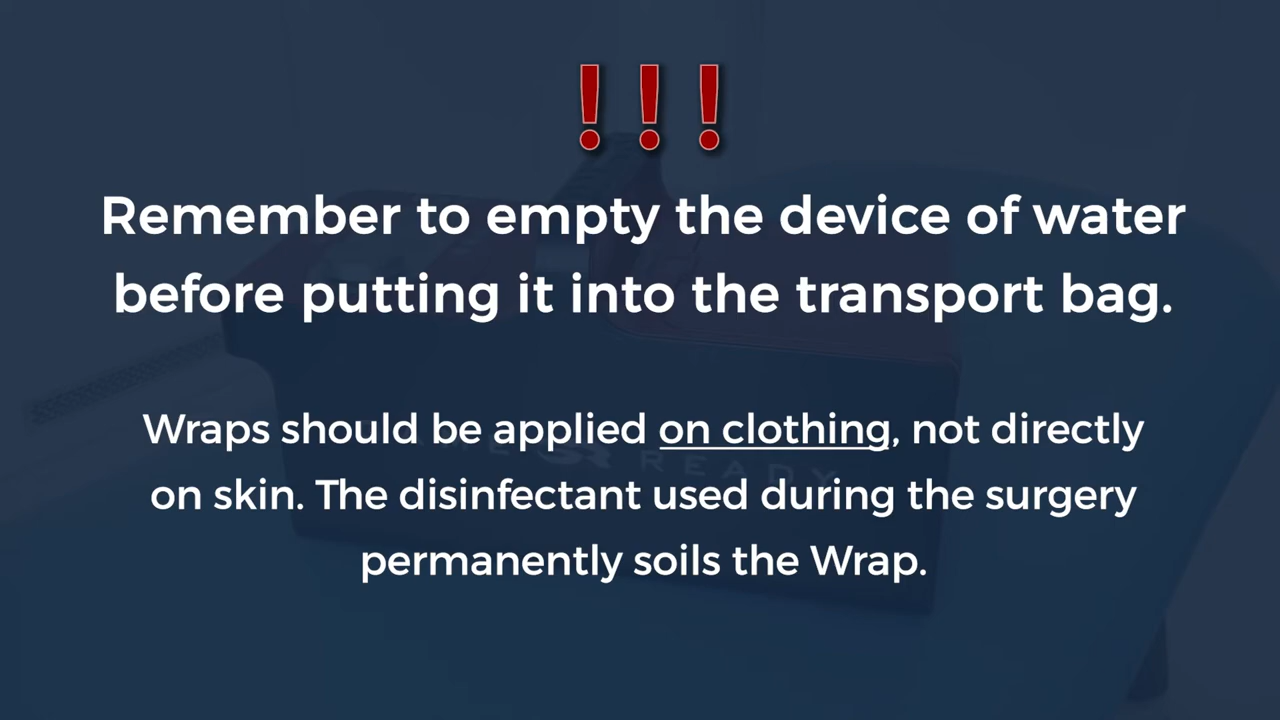 !!!
Remember to empty the device of water
before putting it into the transport bag.
Wraps should be applied on clothing, not directly
on skin. The disinfectant used during the surgery
permanently soils the Wrap.
READY